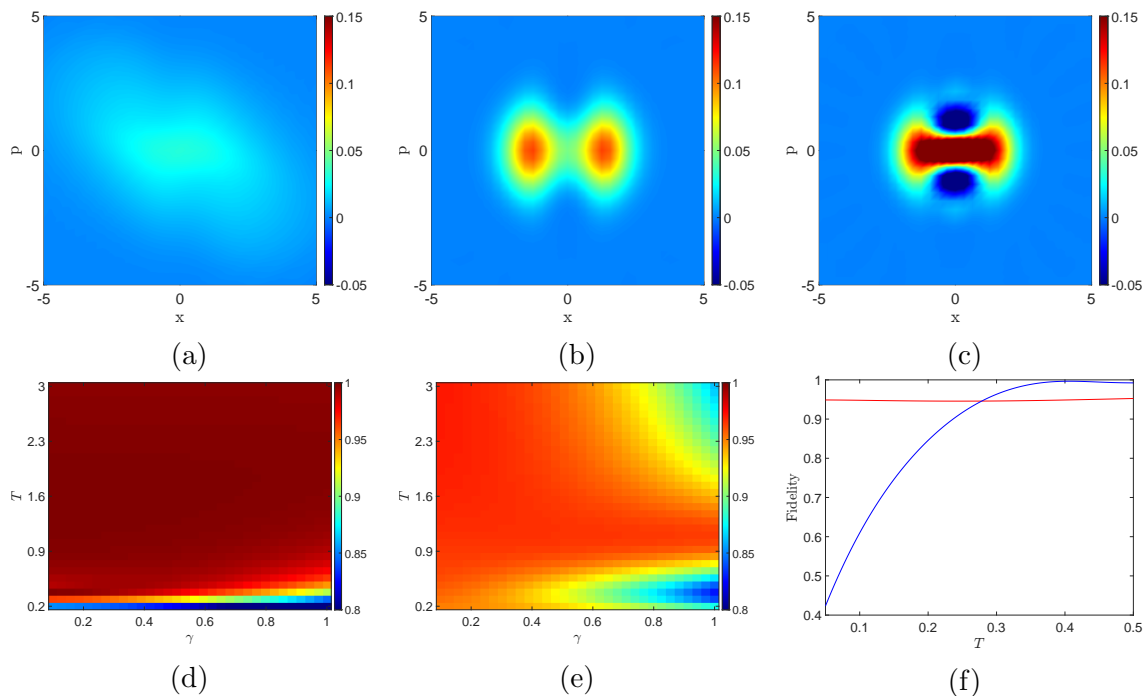 5 0.15 5 0.15 5 0.15
0.1 0.1 0.1
p 0 0.05 p 0 0.05 p 0 0.05
0 0 0
-5 -0.05 -5 -0.05 -5 -0.05
-5 0 5 -5 0 5 -5 0 5
x x x
(a) (b) (c)
3 1 3 1 1
0.9
2.3 0.95 2.3 0.95 0.8
T 1.6 0.9 T 1.6 0.9 Fidelity 0.7
0.9 0.85 0.9 0.85 0.6
0.5
0.2 0.8 0.2 0.8 0.4
0.2 0.4 0.6 0.8 1 0.2 0.4 0.6 0.8 1 0.1 0.2 0.3 0.4 0.5
γ γ T
(d) (e) (f)